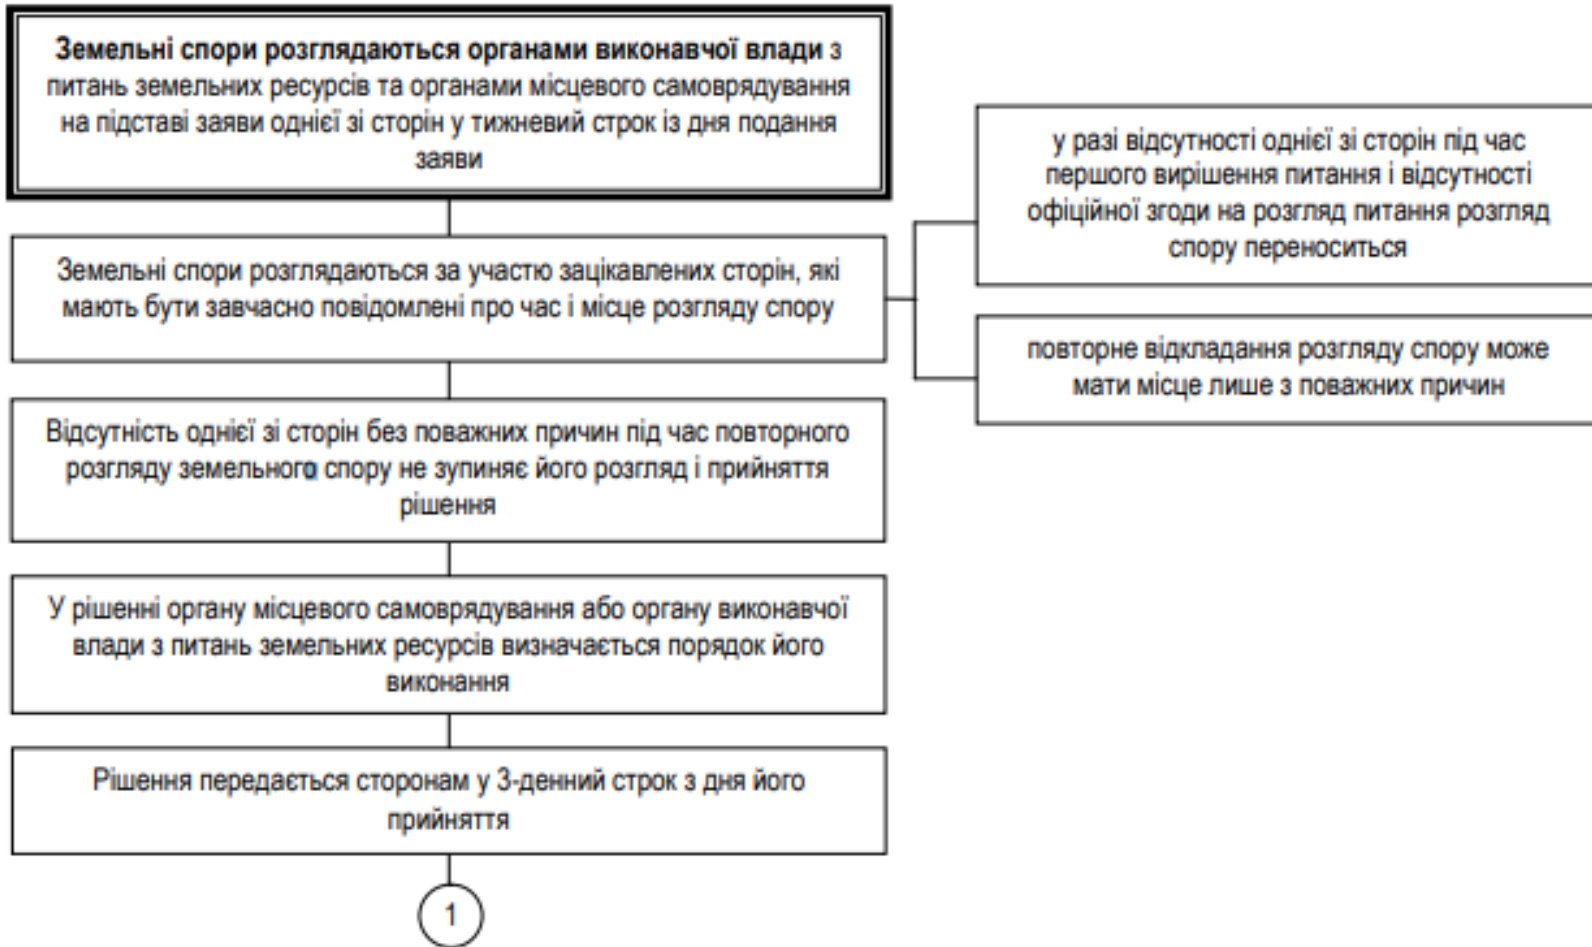 Земельні спори розглядаються органами виконавчої влади з
питань земельних ресурсів та органами місцевого самоврядування
на підставі заяви однієї зі сторін у тижневий строк із дня подання
заяви
Земельні спори розглядаються за участю зацікавлених сторін, які
мають бути завчасно повідомлені про час і місце розгляду спору
у разі відсутності однієї зі сторін під час
першого вирішення питання і відсутності
офіційної згоди на розгляд питання розгляд
спору переноситься
повторне відкладання розгляду спору може
мати місце лише з поважних причин
Відсутність однієї зі сторін без поважних причин під час повторного
розгляду земельного спору не зупиняє його розгляд і прийняття
рішення
У рішенні органу місцевого самоврядування або органу виконавчої
влади з питань земельних ресурсів визначається порядок його
виконання
Рішення передається сторонам у 3-денний строк з дня його
прийняття
1